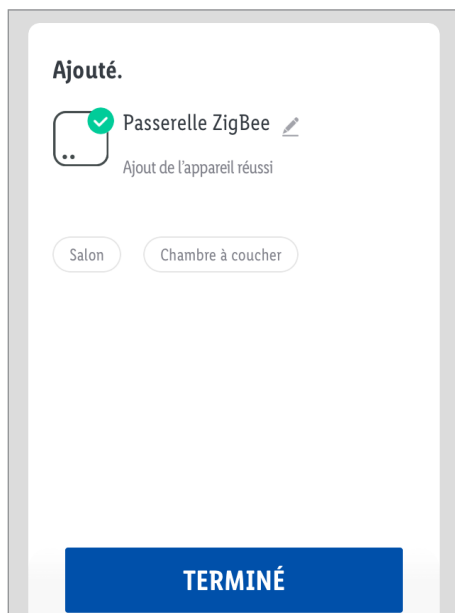 Ajouté.
Passerelle ZigBee
Ajout de l'appareil réussi
Salon
Chambre à coucher
TERMINÉ